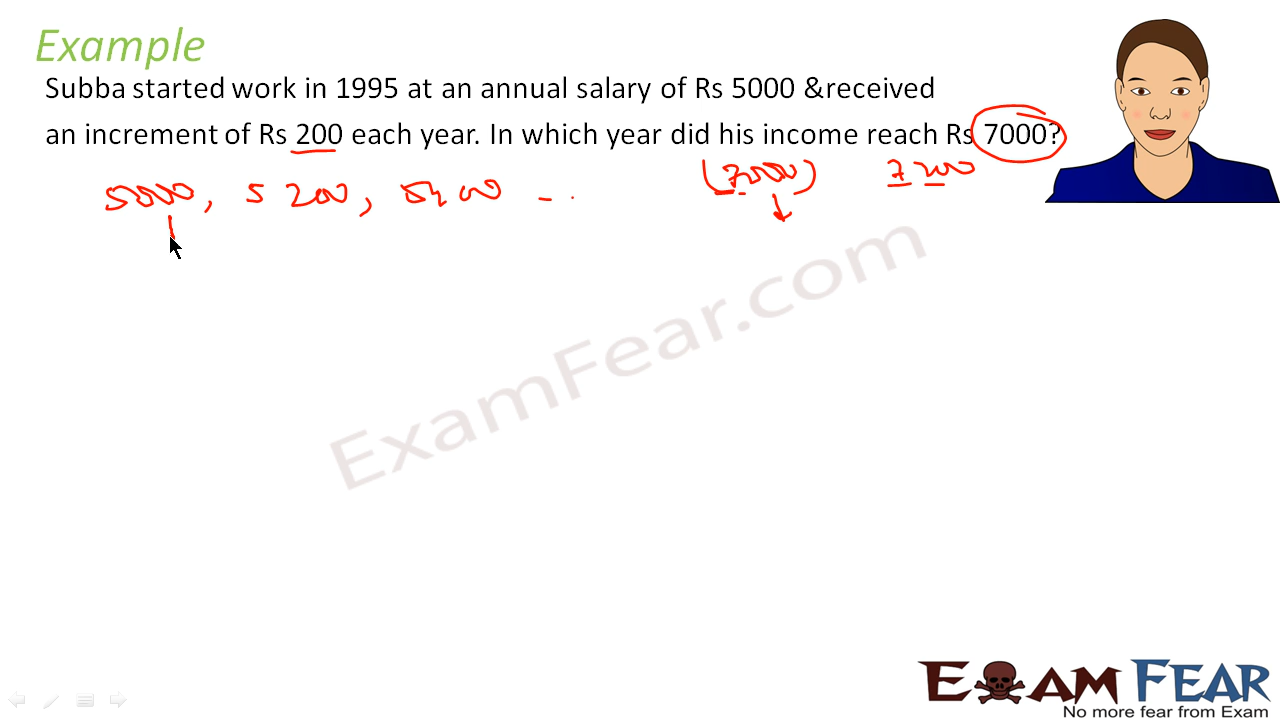 Example
Subba started work in 1995 at an annual salary of Rs 5000 &received
an increment of Rs 200 each year. In which year did his income reach Rs 7000?
(7000) 7200
5000, 5200, 5400 - . .
ExamFear.com
EXAM FEAR
No more fear from Exam